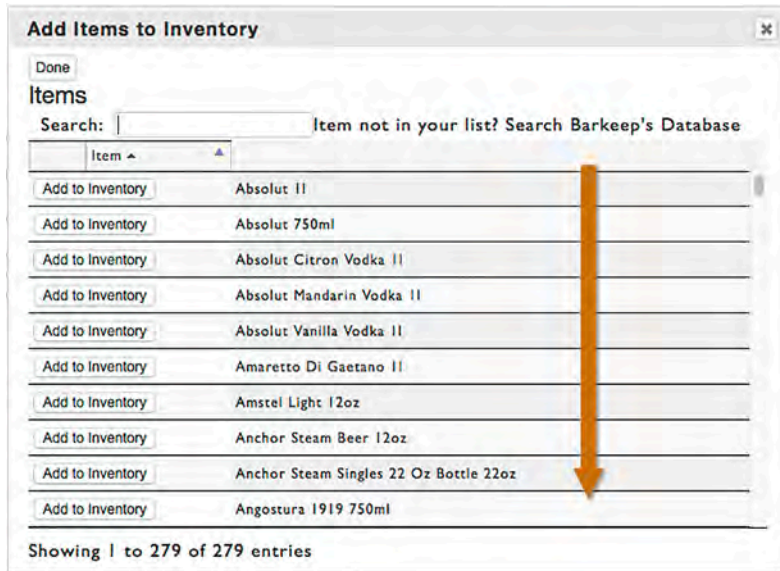 Add Items to Inventory
Done
Items
Search: Item not in your list? Search Barkeep's Database
Item
Add to Inventory Absolut 1l
Add to Inventory Absolut 750ml
Add to Inventory Absolut Citron Vodka 1l
Add to Inventory Absolut Mandarin Vodka 1l
Add to Inventory Absolut Vanilla Vodka 1l
Add to Inventory Amaretto Di Gaetano 1l
Add to Inventory Amstel Light 12oz
Add to Inventory Anchor Steam Beer 12oz
Add to Inventory Anchor Steam Singles 22 Oz Bottle 22oz
Add to Inventory Angostura 1919 750ml
Showing 1 to 279 of 279 entries